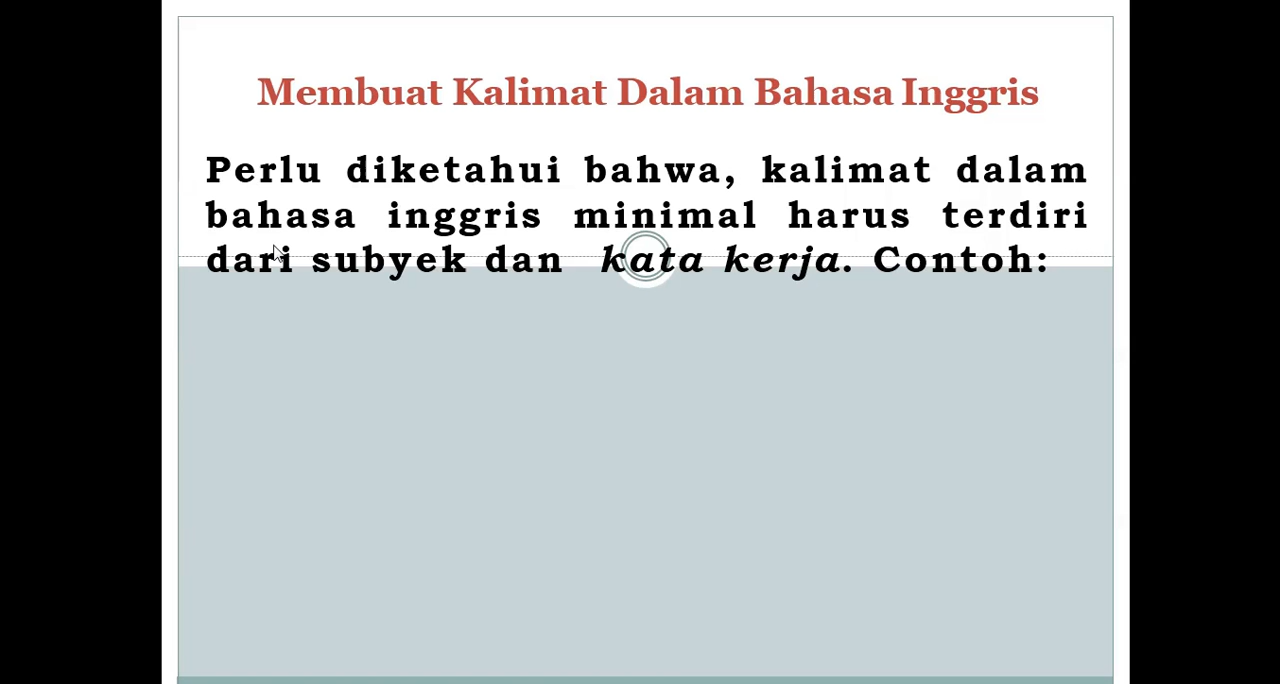 Membuat Kalimat Dalam Bahasa Inggris
Perlu diketahui bahwa, kalimat dalam
bahasa inggris minimal harus terdiri
dari subyek dan kata kerja. Contoh: